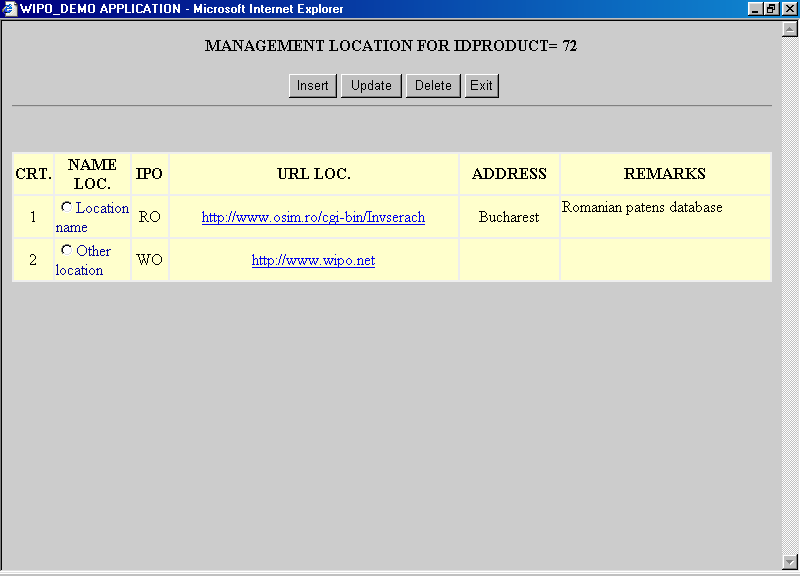 WIPO_DEMO APPLICATION - Microsoft Internet Explorer
MANAGEMENT LOCATION FOR IDPRODUCT= 72
Insert Update Delete Exit
CRT. NAME LOC. IPO URL LOC. ADDRESS REMARKS
1 Location name RO http://www.osim.ro/cgi-bin/Invserach Bucharest Romanian patens database
2 Other location WO http://www.wipo.net